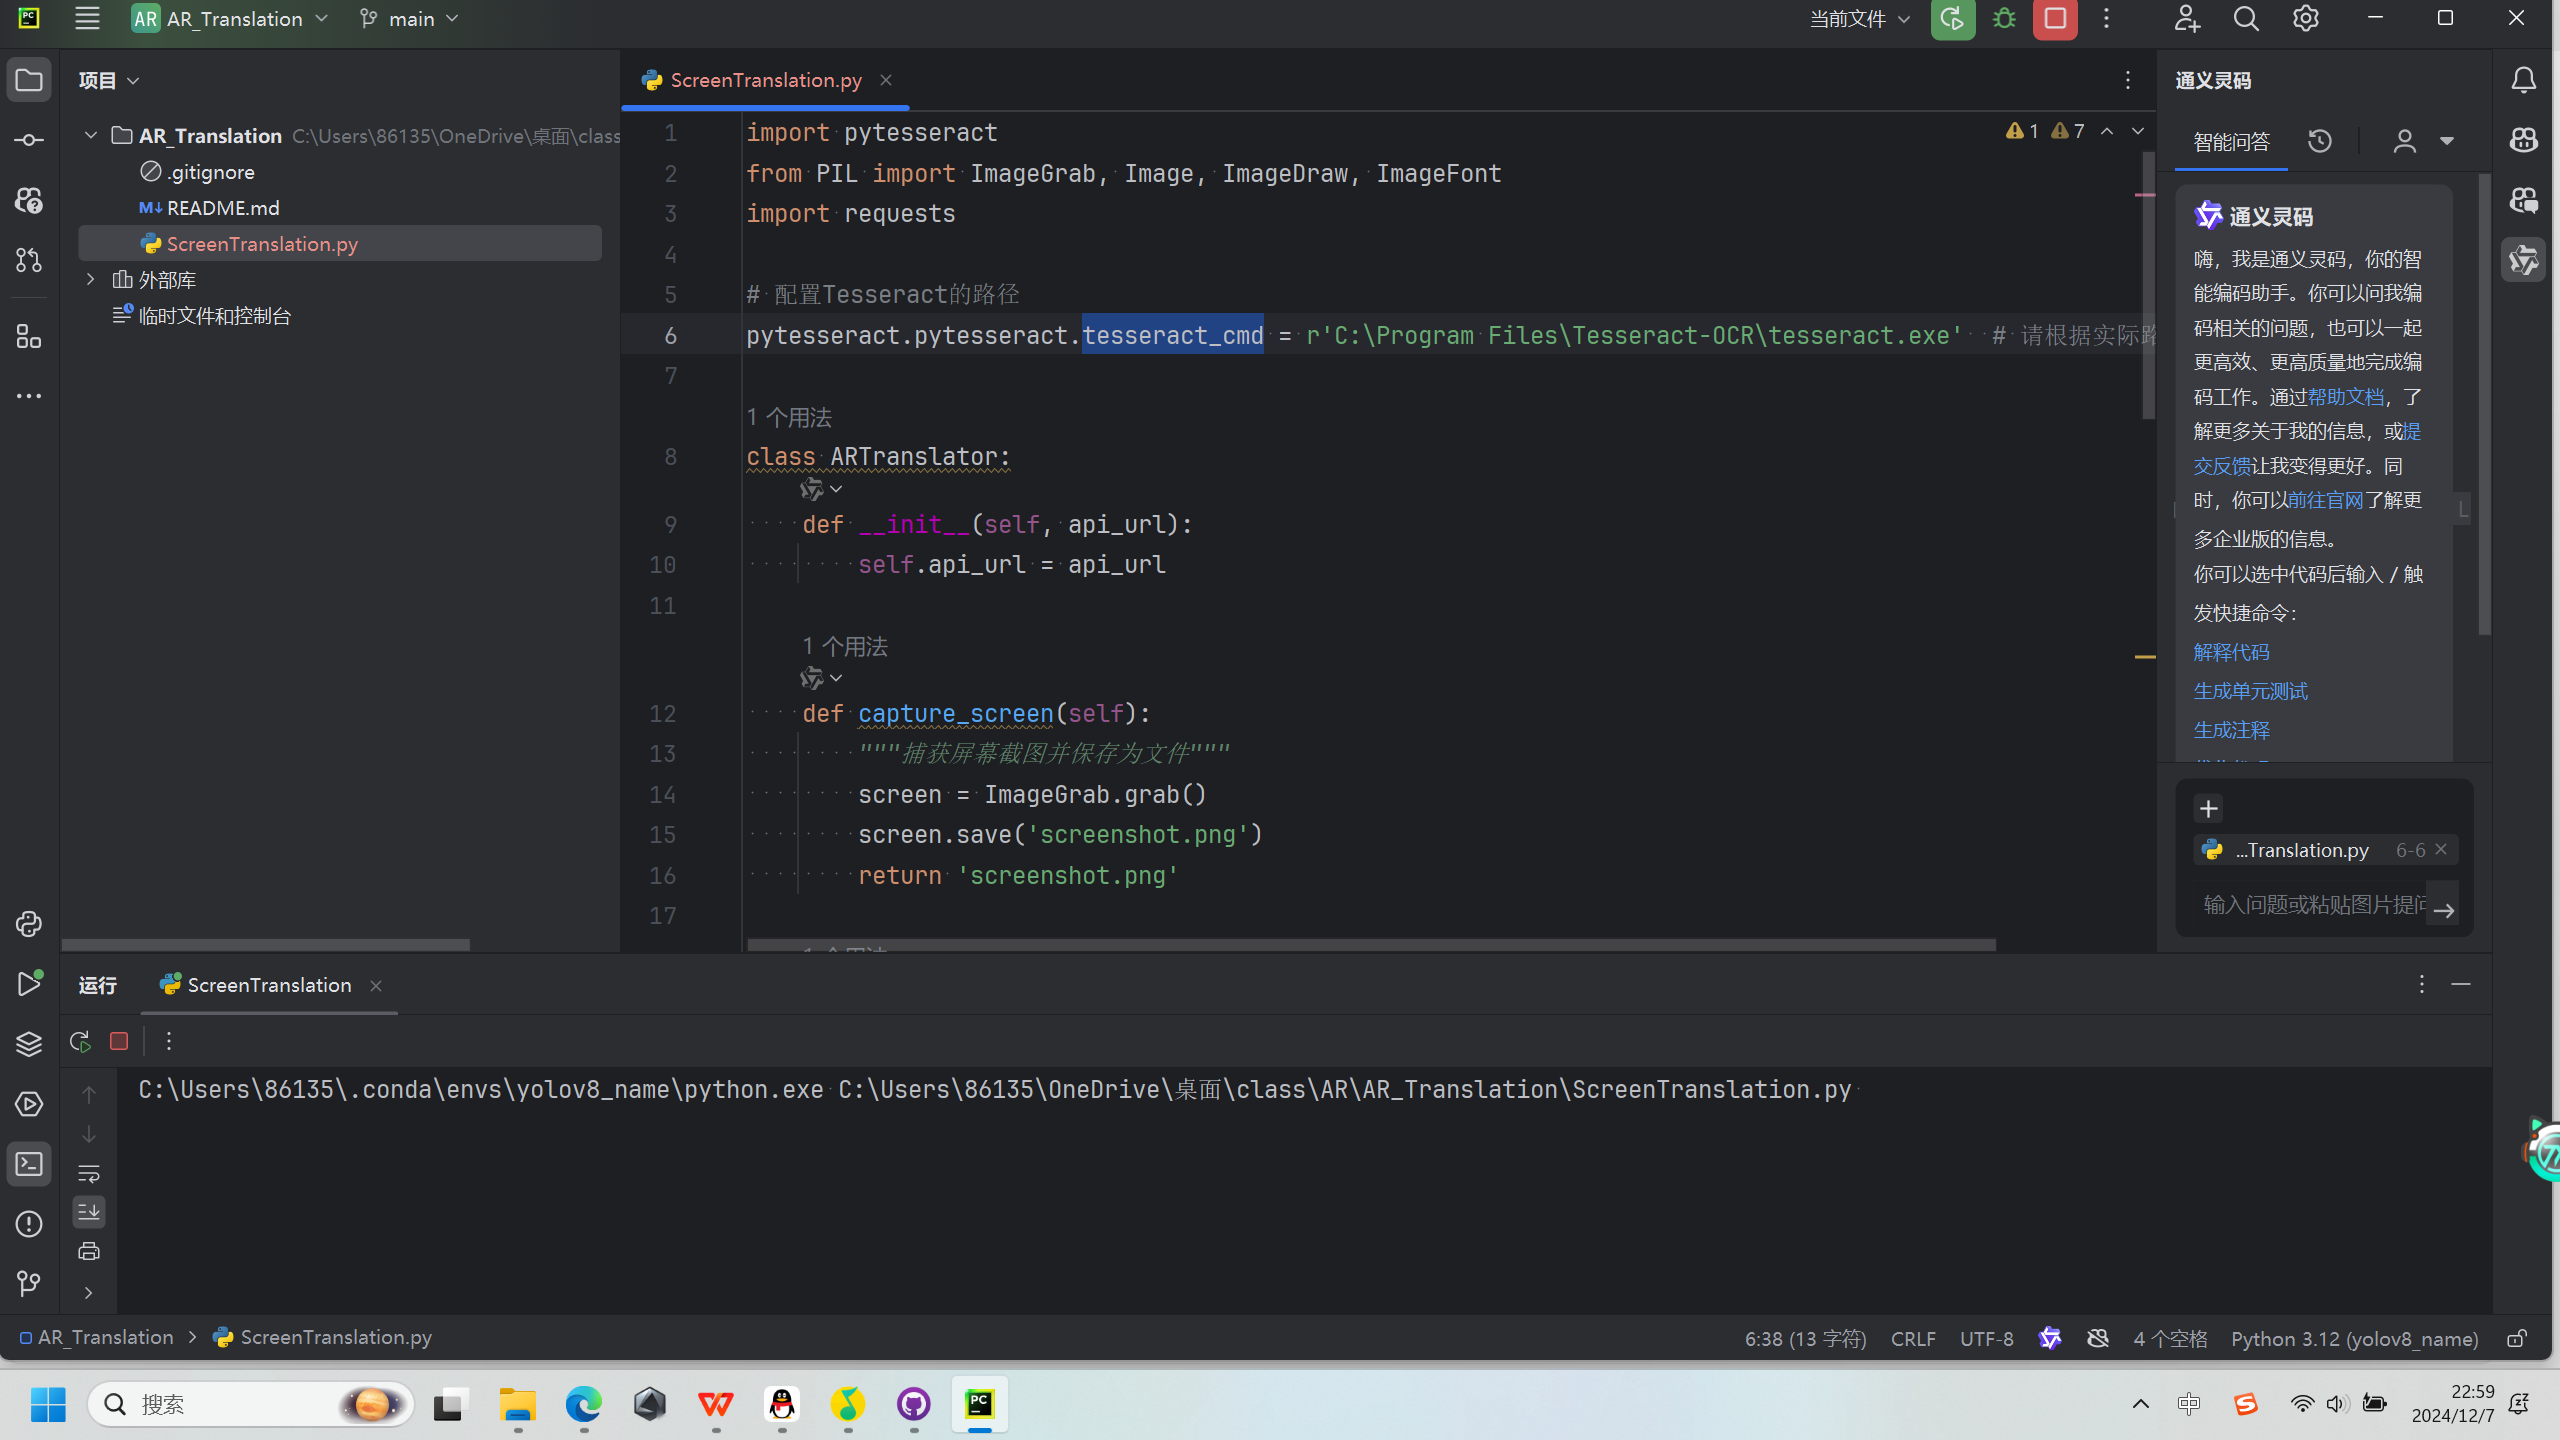 AR AR_Translation main 当前文件
项目
AR_Translation C:\Users\86135\OneDrive\桌面\class
.gitignore
README.md
ScreenTranslation.py
外部库
临时文件和控制台
ScreenTranslation.py
1 7
1 import pytesseract
2 from PIL import ImageGrab, Image, ImageDraw, ImageFont
3 import requests
4
5 # 配置Tesseract的路径
6 pytesseract.pytesseract.tesseract_cmd = r'C:\Program Files\Tesseract-OCR\tesseract.exe' # 请根据实际路
7
1 个用法
8 class ARTranslator:
9 def __init__(self, api_url):
10 self.api_url = api_url
11
1 个用法
12 def capture_screen(self):
13 """捕获屏幕截图并保存为文件"""
14 screen = ImageGrab.grab()
15 screen.save('screenshot.png')
16 return 'screenshot.png'
17
通义灵码
智能问答
通义灵码
嗨，我是通义灵码，你的智
能编码助手。你可以问我编
码相关的问题，也可以一起
更高效、更高质量地完成编
码工作。通过帮助文档，了
解更多关于我的信息，或提
交反馈让我变得更好。同
时，你可以前往官网了解更
多企业版的信息。
你可以选中代码后输入 / 触
发快捷命令：
解释代码
生成单元测试
生成注释
...Translation.py 6-6
输入问题或粘贴图片提问
运行 ScreenTranslation
C:\Users\86135\.conda\envs\yolov8_name\python.exe C:\Users\86135\OneDrive\桌面\class\AR\AR_Translation\ScreenTranslation.py
AR_Translation ScreenTranslation.py 6:38 (13 字符) CRLF UTF-8 4 个空格 Python 3.12 (yolov8_name)
搜索 中 22:59
2024/12/7